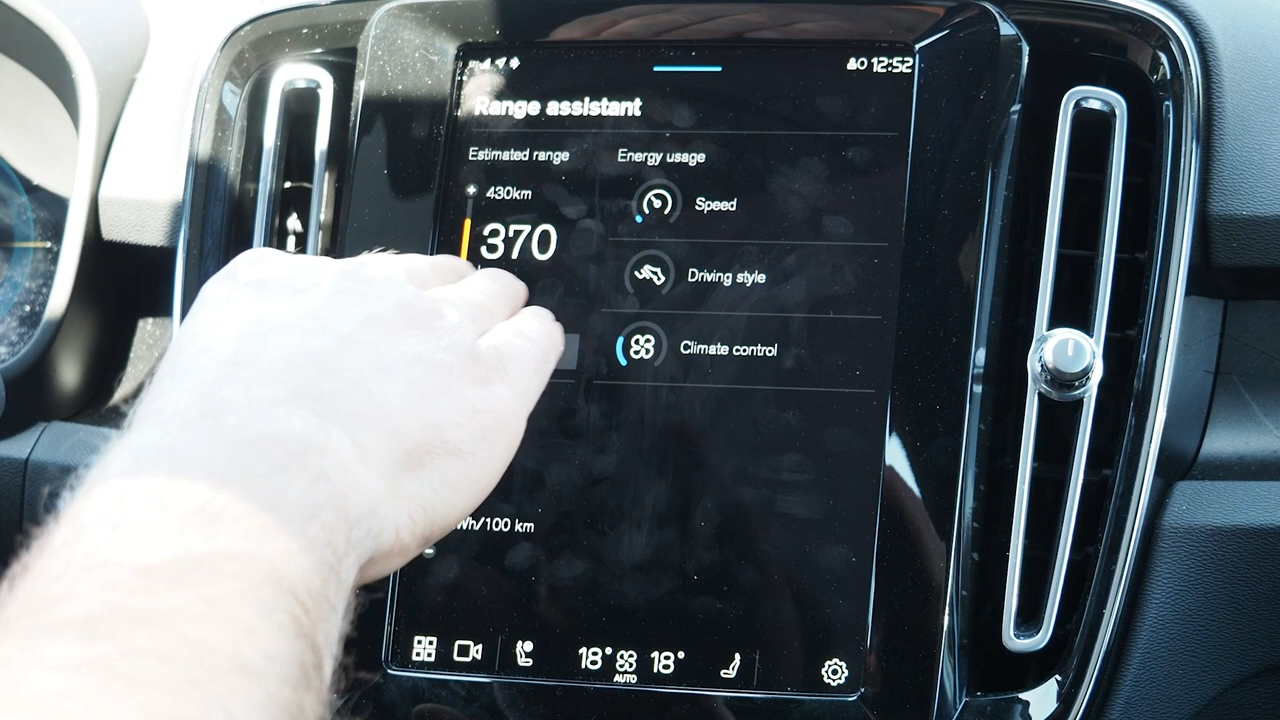 12:52
Range assistant
Estimated range
Energy usage
430km
370
Speed
Driving style
Climate control
Wh/100 km
18° 18°
AUTO